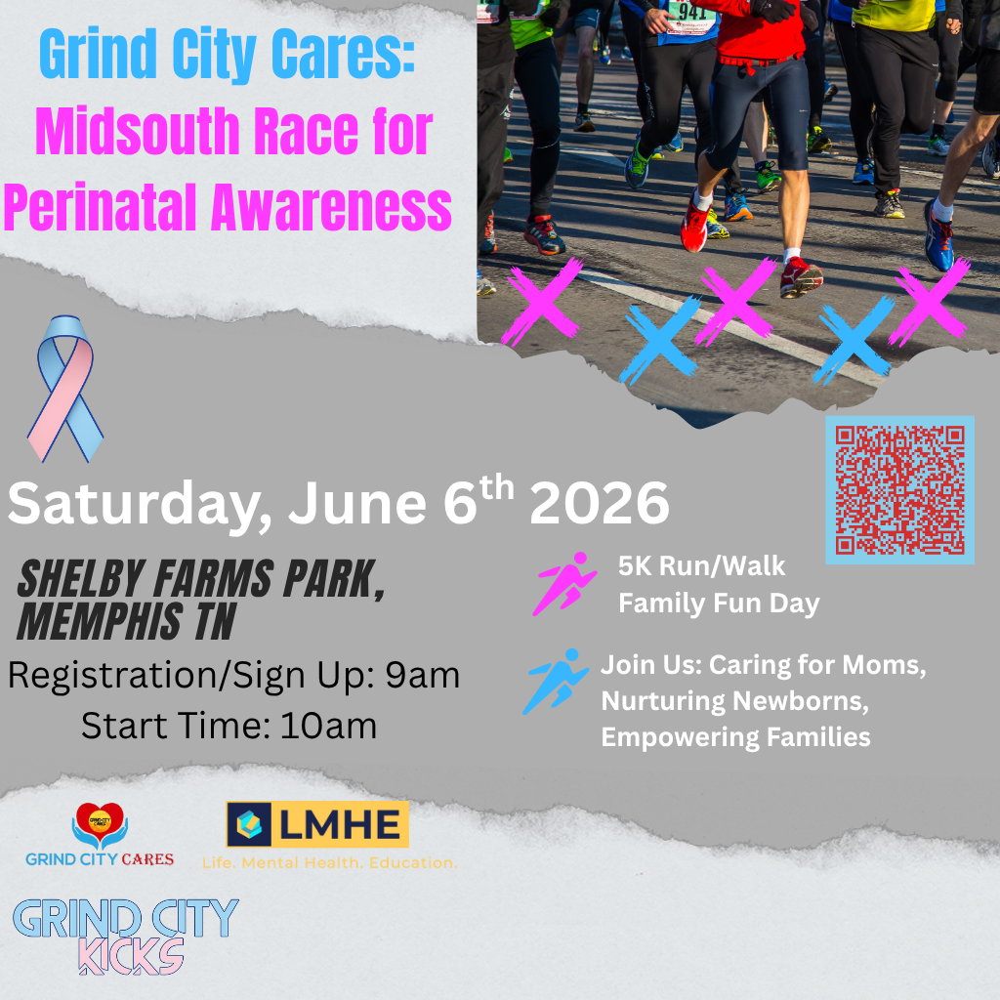 Grind City Cares:
Midsouth Race for
Perinatal Awareness
941
Saturday, June 6th 2026
SHELBY FARMS PARK,
MEMPHIS TN
Registration/Sign Up: 9am
Start Time: 10am
5K Run/Walk
Family Fun Day
Join Us: Caring for Moms,
Nurturing Newborns,
Empowering Families
GRIND CITY CARES
LMHE
Life. Mental Health. Education.
GRIND CITY
KICKS